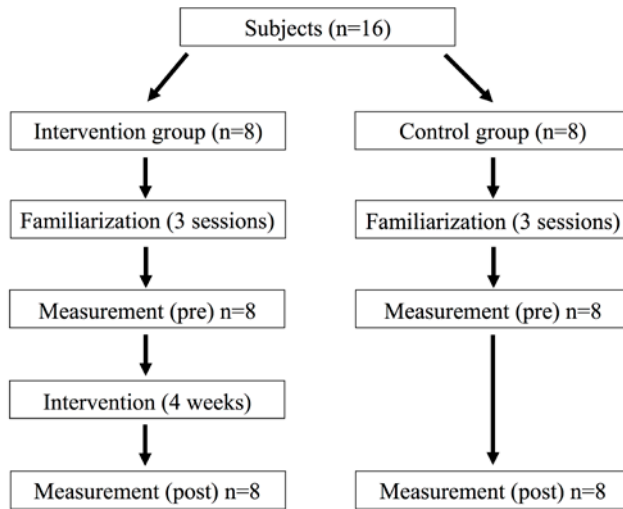 Subjects (n=16)
Intervention group (n=8)
Control group (n=8)
Familiarization (3 sessions)
Familiarization (3 sessions)
Measurement (pre) n=8
Measurement (pre) n=8
Intervention (4 weeks)
Measurement (post) n=8
Measurement (post) n=8